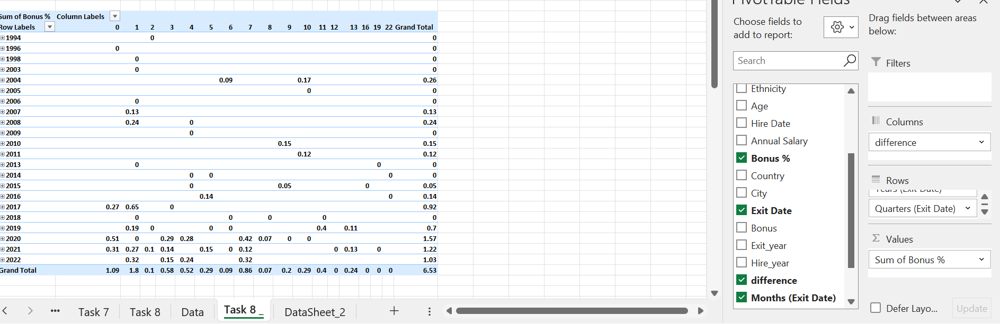 Sum of Bonus % Column Labels
Row Labels 0 1 2 3 4 5 6 7 8 9 10 11 12 13 16 19 22 Grand Total
1994 0 0
1996 0 0
1998 0 0
2003 0 0
2004 0.09 0.17 0.26
2005 0 0
2006 0 0
2007 0.13 0.13
2008 0.24 0 0.24
2009 0 0
2010 0.15 0.15
2011 0.12 0.12
2013 0 0 0
2014 0 0 0 0
2015 0 0.05 0 0.05
2016 0.14 0 0.14
2017 0.27 0.65 0 0.92
2018 0 0 0 0 0
2019 0.19 0 0 0 0.4 0.11 0.7
2020 0.51 0 0.29 0.28 0.42 0.07 0 0 1.57
2021 0.31 0.27 0.1 0.14 0.15 0 0.12 0 0.13 0 1.22
2022 0.32 0.15 0.24 0.32 1.03
Grand Total 1.09 1.8 0.1 0.58 0.52 0.29 0.09 0.86 0.07 0.2 0.29 0.4 0 0.24 0 0 0 6.53
Task 7 Task 8 Data Task 8 _ DataSheet_2
PivotTable Fields
Choose fields to
add to report:
Search
Ethnicity
Age
Hire Date
Annual Salary
Bonus %
Country
City
Exit Date
Bonus
Exit_year
Hire_year
difference
Months (Exit Date)
Drag fields between areas
below:
Filters
Columns
difference
Rows
Years (Exit Date)
Quarters (Exit Date)
Values
Sum of Bonus %
Defer Layo... Update